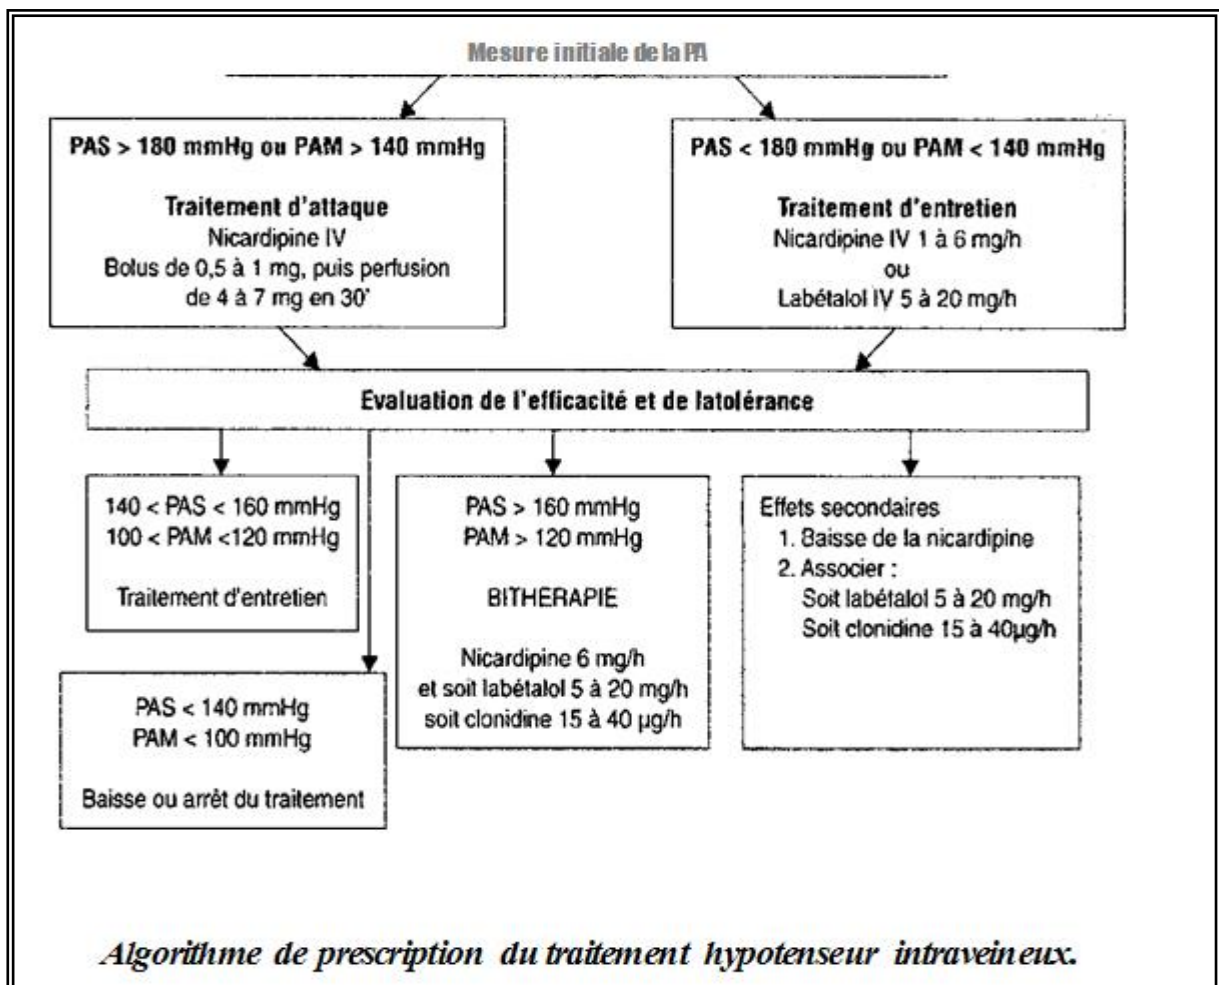 Mesure initiale de la PA
PAS > 180 mmHg ou PAM > 140 mmHg
Traitement d'attaque
Nicardipine IV
Bolus de 0,5 à 1 mg, puis perfusion
de 4 à 7 mg en 30'
PAS < 180 mmHg ou PAM < 140 mmHg
Traitement d'entretien
Nicardipine IV 1 à 6 mg/h
ou
Labétalol IV 5 à 20 mg/h
Evaluation de l'efficacité et de latolérance
140 < PAS < 160 mmHg
100 < PAM <120 mmHg
Traitement d'entretien
PAS < 140 mmHg
PAM < 100 mmHg
Baisse ou arrêt du traitement
PAS > 160 mmHg
PAM > 120 mmHg
BITHERAPIE
Nicardipine 6 mg/h
et soit labétalol 5 à 20 mg/h
soit clonidine 15 à 40 µg/h
Effets secondaires
1. Baisse de la nicardipine
2. Associer :
Soit labétalol 5 à 20 mg/h
Soit clonidine 15 à 40µg/h
Algorithme de prescription du traitement hypotenseur intraveineux.